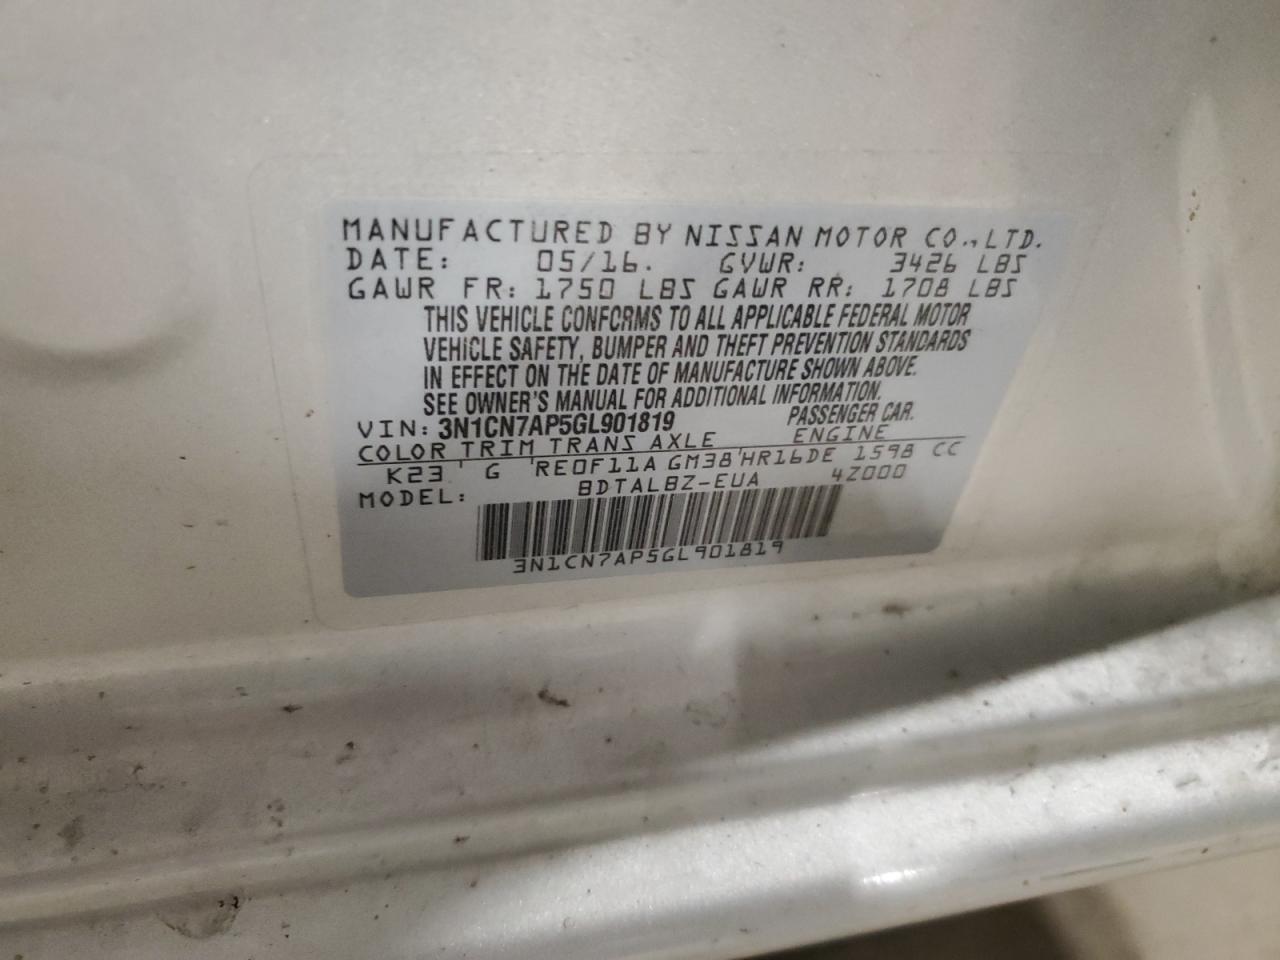 MANUFACTURED BY NISSAN MOTOR CO.,LTD.
DATE: 05/16. GVWR: 3426 LBS
GAWR FR: 1750 LBS GAWR RR: 1708 LBS
THIS VEHICLE CONFORMS TO ALL APPLICABLE FEDERAL MOTOR
VEHICLE SAFETY, BUMPER AND THEFT PREVENTION STANDARDS
IN EFFECT ON THE DATE OF MANUFACTURE SHOWN ABOVE.
SEE OWNER'S MANUAL FOR ADDITIONAL INFORMATION.
VIN: 3N1CN7AP5GL901819 PASSENGER CAR.
COLOR TRIM TRANS AXLE ENGINE
K23 G RE0F11A GM38 HR16DE 1598 CC
MODEL: BDTALBZ-EUA 4Z000
3N1CN7AP5GL901819